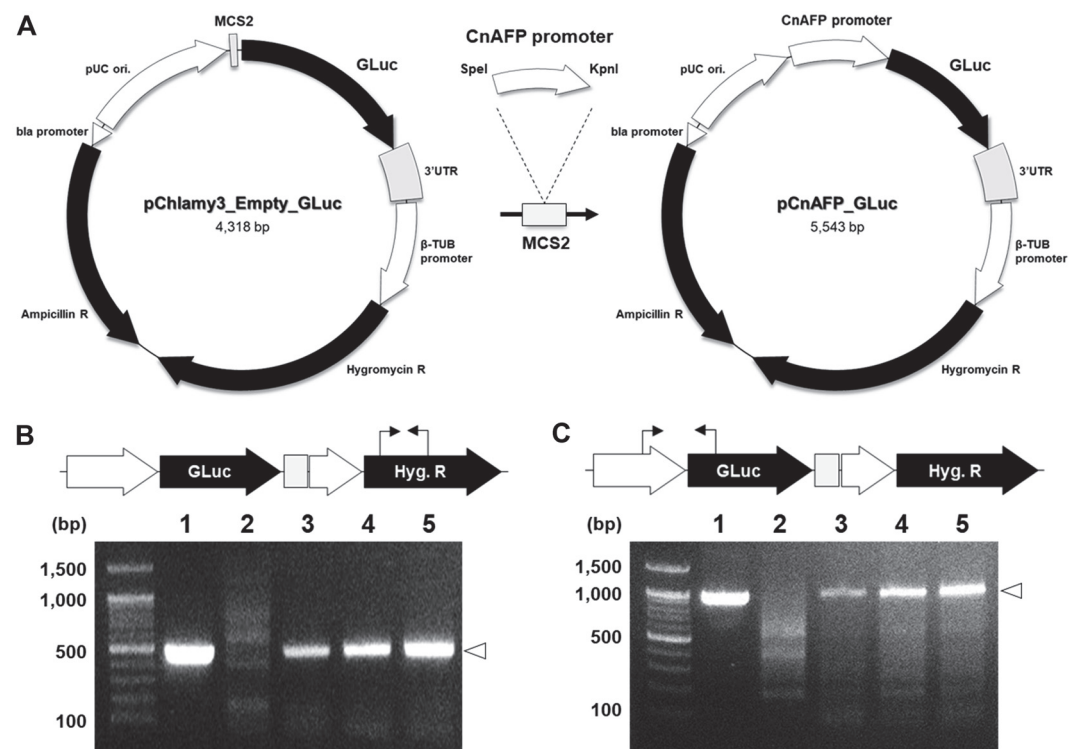 A
MCS2
GLuc
pUC ori.
bla promoter
3'UTR
pChlamy3_Empty_GLuc
4,318 bp
β-TUB
promoter
Ampicillin R
Hygromycin R
CnAFP promoter
SpeI
KpnI
MCS2
CnAFP promoter
GLuc
pUC ori.
bla promoter
3'UTR
pCnAFP_GLuc
5,543 bp
β-TUB
promoter
Ampicillin R
Hygromycin R
B
GLuc
Hyg. R
(bp) 1 2 3 4 5
1,500
1,000
500
100
C
GLuc
Hyg. R
(bp) 1 2 3 4 5
1,500
1,000
500
100